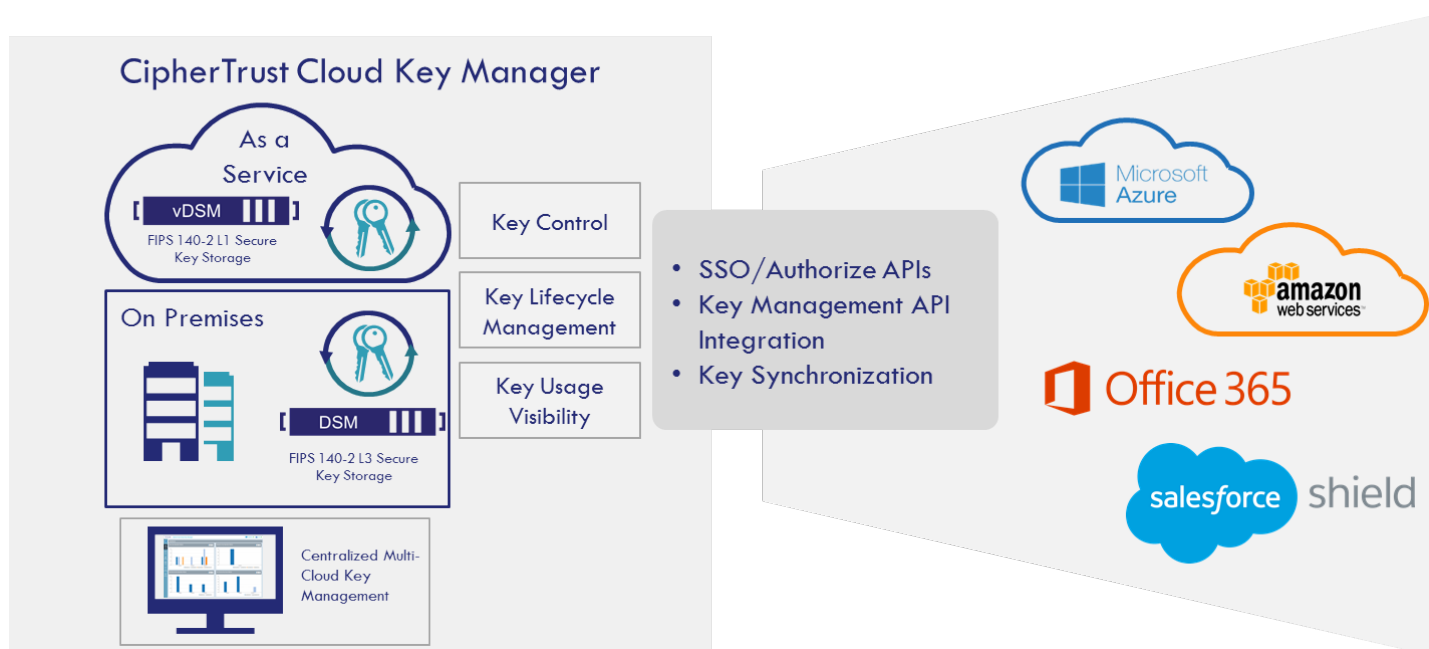 CipherTrust Cloud Key Manager
As a
Service
vDSM
FIPS 140-2 L1 Secure
Key Storage
On Premises
DSM
FIPS 140-2 L3 Secure
Key Storage
Centralized Multi-
Cloud Key
Management
Key Control
Key Lifecycle
Management
Key Usage
Visibility
• SSO/Authorize APIs
• Key Management API
Integration
• Key Synchronization
Microsoft
Azure
amazon
web services™
Office 365
salesforce shield